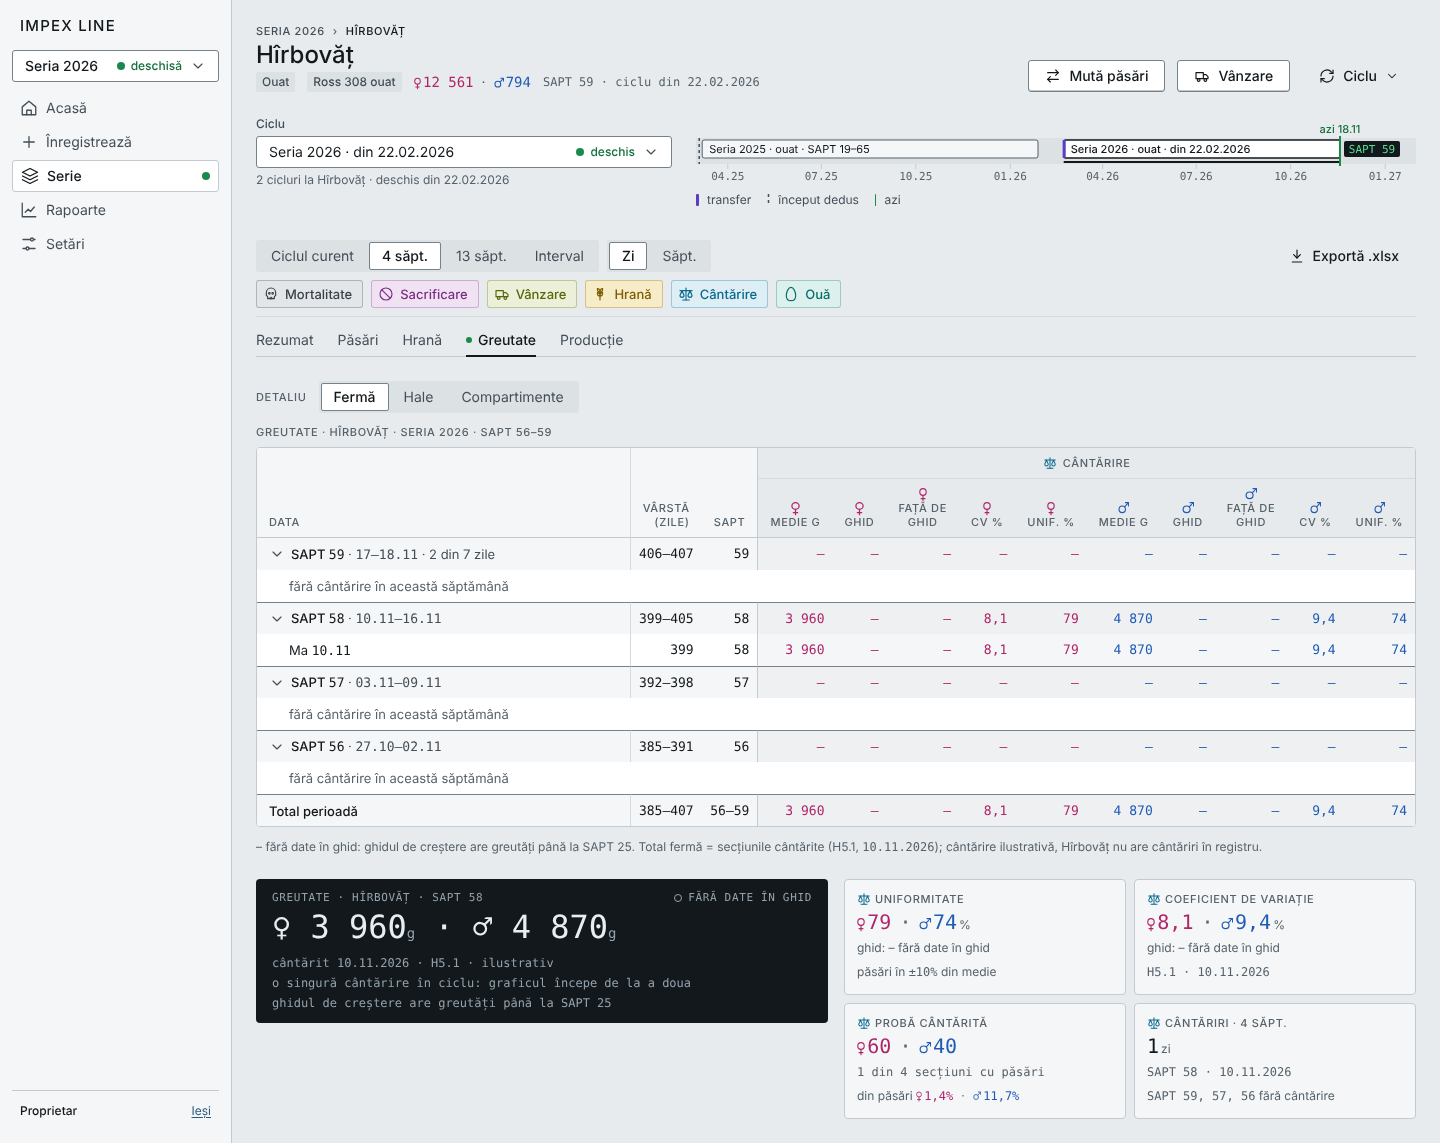 IMPEX LINE
Seria 2026 deschisă
Acasă
Înregistrează
Serie
Rapoarte
Setări
Proprietar Ieși
SERIA 2026 › HÎRBOVĂȚ
Hîrbovăț
Ouat Ross 308 ouat ♀12 561 · ♂794 SAPT 59 · ciclu din 22.02.2026
Mută păsări Vânzare Ciclu
Ciclu
Seria 2026 · din 22.02.2026 deschis
2 cicluri la Hîrbovăț · deschis din 22.02.2026
azi 18.11
Seria 2025 · ouat · SAPT 19–65 Seria 2026 · ouat · din 22.02.2026 SAPT 59
04.25 07.25 10.25 01.26 04.26 07.26 10.26 01.27
transfer început dedus azi
Ciclul curent 4 săpt. 13 săpt. Interval Zi Săpt.
Exportă .xlsx
Mortalitate Sacrificare Vânzare Hrană Cântărire Ouă
Rezumat Păsări Hrană Greutate Producție
DETALIU Fermă Hale Compartimente
GREUTATE · HÎRBOVĂȚ · SERIA 2026 · SAPT 56–59
CÂNTĂRIRE
DATA VÂRSTĂ (ZILE) SAPT ♀ MEDIE G ♀ GHID ♀ FAȚĂ DE GHID ♀ CV % ♀ UNIF. % ♂ MEDIE G ♂ GHID ♂ FAȚĂ DE GHID ♂ CV % ♂ UNIF. %
SAPT 59 · 17–18.11 · 2 din 7 zile 406–407 59 – – – – – – – – – –
fără cântărire în această săptămână
SAPT 58 · 10.11–16.11 399–405 58 3 960 – – 8,1 79 4 870 – – 9,4 74
Ma 10.11 399 58 3 960 – – 8,1 79 4 870 – – 9,4 74
SAPT 57 · 03.11–09.11 392–398 57 – – – – – – – – – –
fără cântărire în această săptămână
SAPT 56 · 27.10–02.11 385–391 56 – – – – – – – – – –
fără cântărire în această săptămână
Total perioadă 385–407 56–59 3 960 – – 8,1 79 4 870 – – 9,4 74
– fără date în ghid: ghidul de creștere are greutăți până la SAPT 25. Total fermă = secțiunile cântărite (H5.1, 10.11.2026); cântărire ilustrativă, Hîrbovăț nu are cântăriri în registru.
GREUTATE · HÎRBOVĂȚ · SAPT 58 FĂRĂ DATE ÎN GHID
♀ 3 960g · ♂ 4 870g
cântărit 10.11.2026 · H5.1 · ilustrativ
o singură cântărire în ciclu: graficul începe de la a doua
ghidul de creștere are greutăți până la SAPT 25
UNIFORMITATE
♀79 · ♂74%
ghid: – fără date în ghid
păsări în ±10% din medie
COEFICIENT DE VARIAȚIE
♀8,1 · ♂9,4%
ghid: – fără date în ghid
H5.1 · 10.11.2026
PROBĂ CÂNTĂRITĂ
♀60 · ♂40
1 din 4 secțiuni cu păsări
din păsări ♀1,4% · ♂11,7%
CÂNTĂRIRI · 4 SĂPT.
1 zi
SAPT 58 · 10.11.2026
SAPT 59, 57, 56 fără cântărire